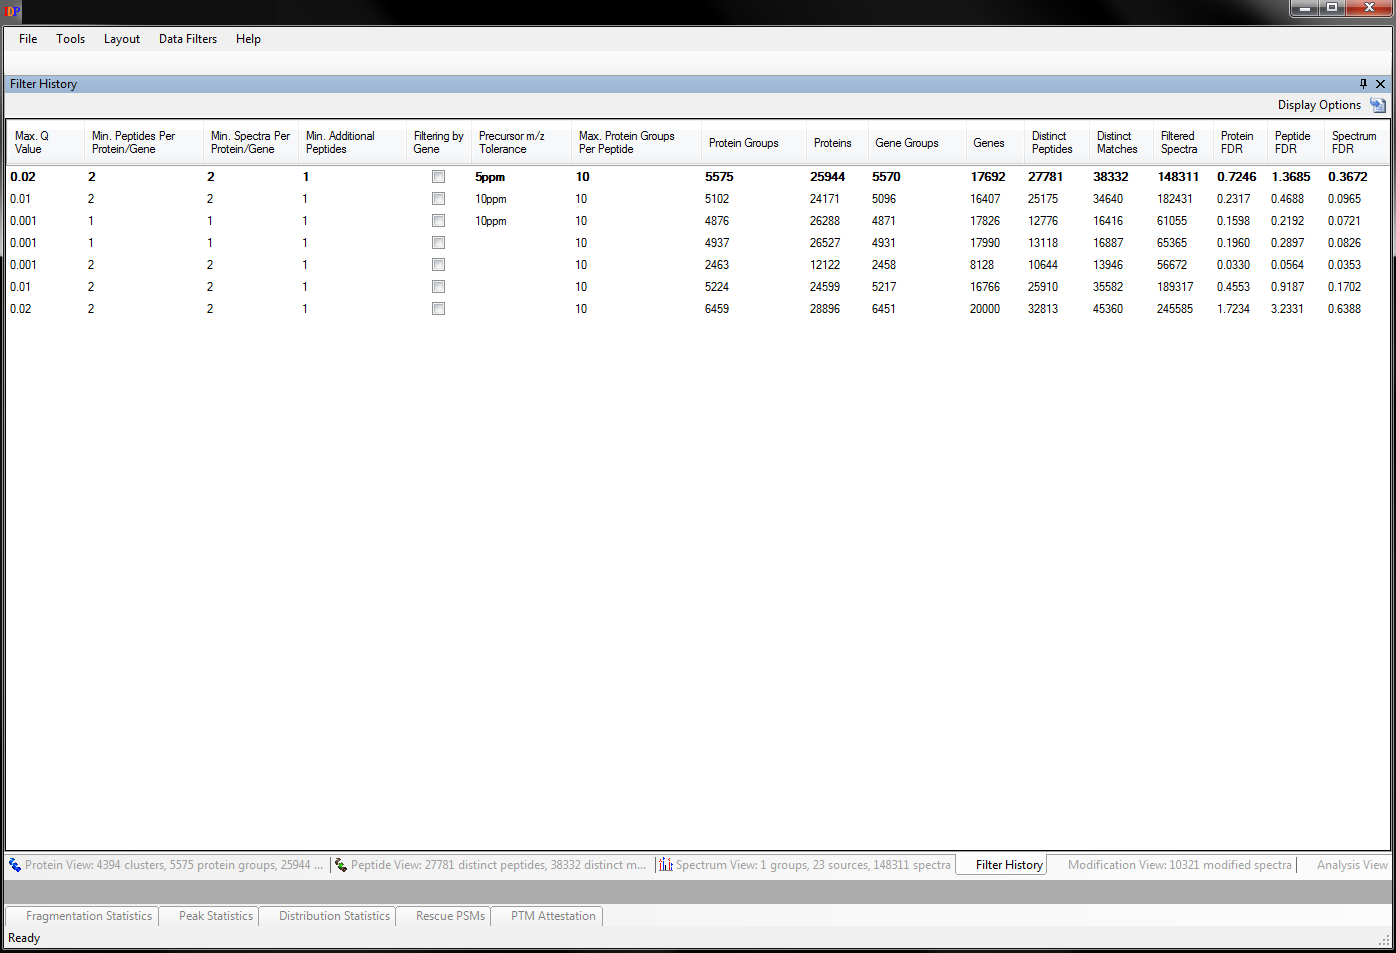 DP
File Tools Layout Data Filters Help
Filter History
Display Options
Max. Q Value Min. Peptides Per Protein/Gene Min. Spectra Per Protein/Gene Min. Additional Peptides Filtering by Gene Precursor m/z Tolerance Max. Protein Groups Per Peptide Protein Groups Proteins Gene Groups Genes Distinct Peptides Distinct Matches Filtered Spectra Protein FDR Peptide FDR Spectrum FDR
0.02 2 2 1 5ppm 10 5575 25944 5570 17692 27781 38332 148311 0.7246 1.3685 0.3672
0.01 2 2 1 10ppm 10 5102 24171 5096 16407 25175 34640 182431 0.2317 0.4688 0.0965
0.001 1 1 1 10ppm 10 4876 26288 4871 17826 12776 16416 61055 0.1598 0.2192 0.0721
0.001 1 1 1 10 4937 26527 4931 17990 13118 16887 65365 0.1960 0.2897 0.0826
0.001 2 2 1 10 2463 12122 2458 8128 10644 13946 56672 0.0330 0.0564 0.0353
0.01 2 2 1 10 5224 24599 5217 16766 25910 35582 189317 0.4553 0.9187 0.1702
0.02 2 2 1 10 6459 28896 6451 20000 32813 45360 245585 1.7234 3.2331 0.6388
Protein View: 4394 clusters, 5575 protein groups, 25944 ... Peptide View: 27781 distinct peptides, 38332 distinct m... Spectrum View: 1 groups, 23 sources, 148311 spectra Filter History Modification View: 10321 modified spectra Analysis View
Fragmentation Statistics Peak Statistics Distribution Statistics Rescue PSMs PTM Attestation
Ready